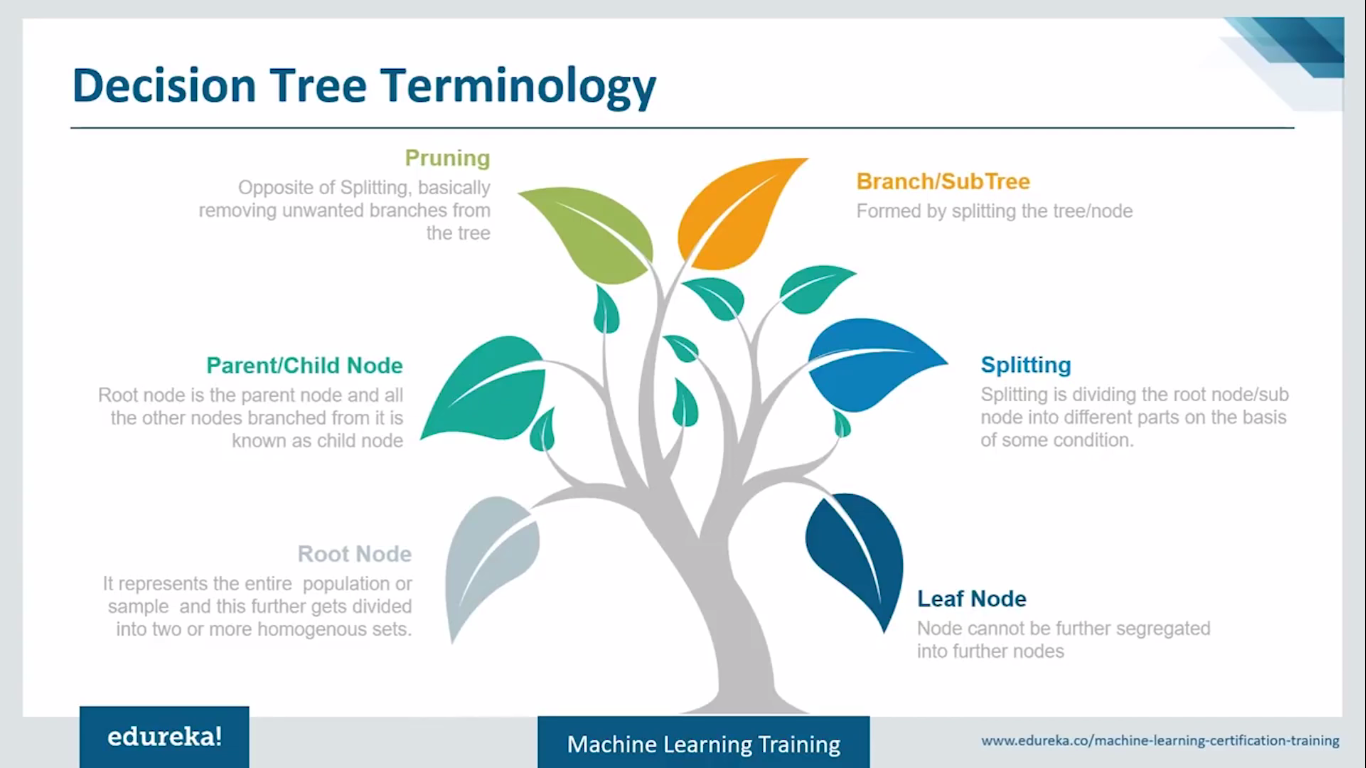 Decision Tree Terminology
Pruning
Opposite of Splitting, basically
removing unwanted branches from
the tree
Branch/SubTree
Formed by splitting the tree/node
Parent/Child Node
Root node is the parent node and all
the other nodes branched from it is
known as child node
Splitting
Splitting is dividing the root node/sub
node into different parts on the basis
of some condition.
Root Node
It represents the entire population or
sample and this further gets divided
into two or more homogenous sets.
Leaf Node
Node cannot be further segregated
into further nodes
edureka!
Machine Learning Training
www.edureka.co/machine-learning-certification-training